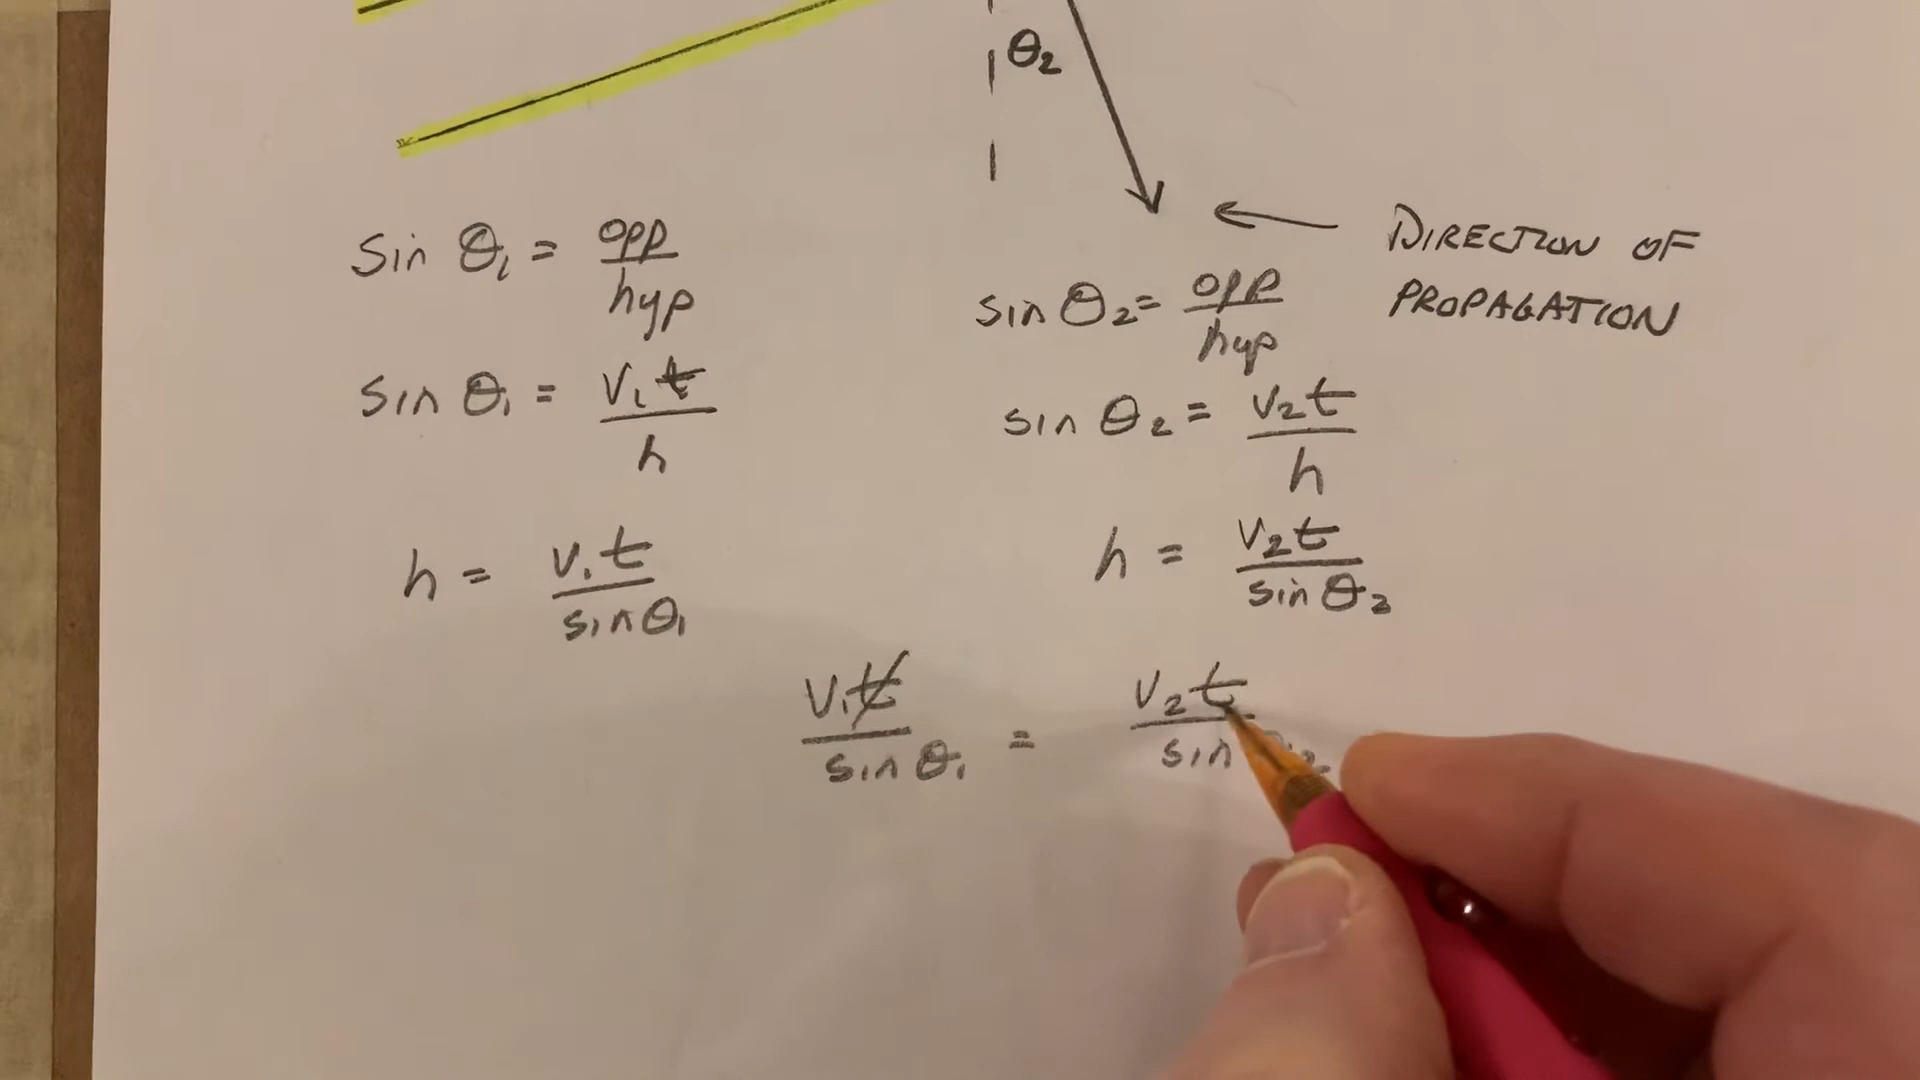 θ₂
DIRECTION OF
PROPAGATION
sin θ₁ = opp/hyp
sin θ₁ = v₁t/h
h = v₁t/sin θ₁
sin θ₂ = opp/hyp
sin θ₂ = v₂t/h
h = v₂t/sin θ₂
v₁t/sin θ₁ = v₂t/sin θ₂